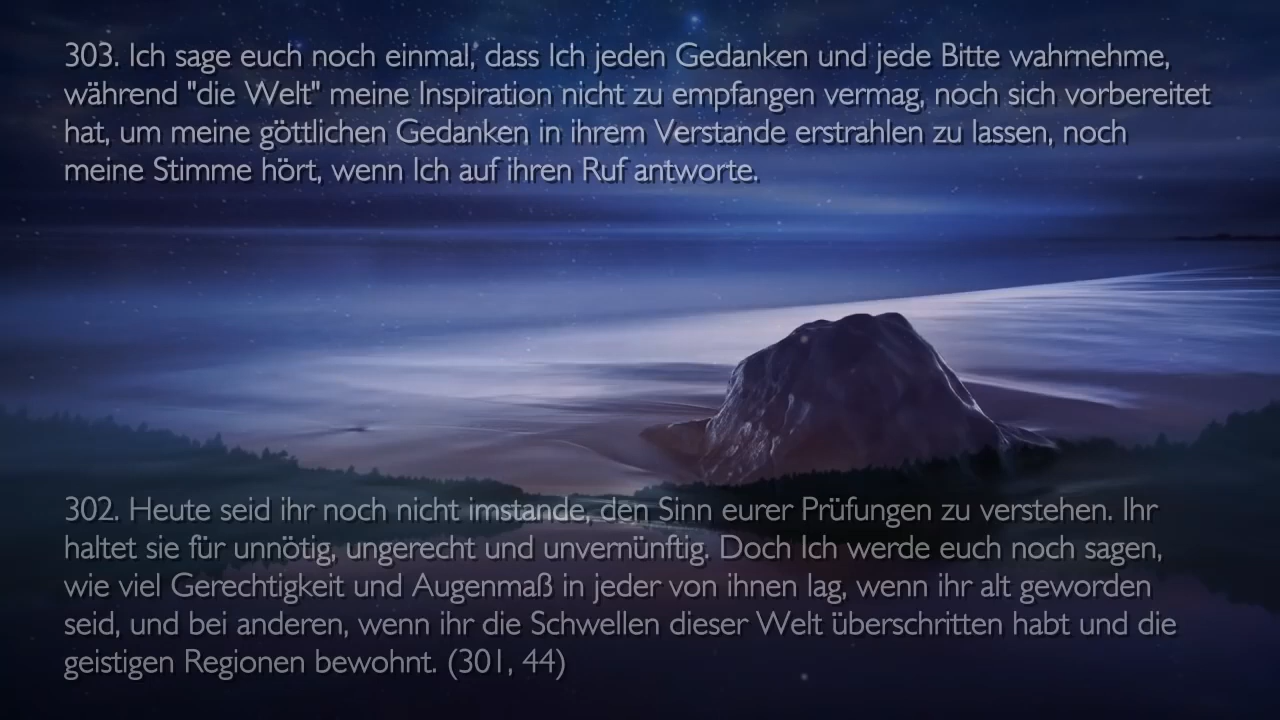 303. Ich sage euch noch einmal, dass Ich jeden Gedanken und jede Bitte wahrnehme,
während "die Welt" meine Inspiration nicht zu empfangen vermag, noch sich vorbereitet
hat, um meine göttlichen Gedanken in ihrem Verstande erstrahlen zu lassen, noch
meine Stimme hört, wenn Ich auf ihren Ruf antworte.
302. Heute seid ihr noch nicht imstande, den Sinn eurer Prüfungen zu verstehen. Ihr
haltet sie für unnötig, ungerecht und unvernünftig. Doch Ich werde euch noch sagen,
wie viel Gerechtigkeit und Augenmaß in jeder von ihnen lag, wenn ihr alt geworden
seid, und bei anderen, wenn ihr die Schwellen dieser Welt überschritten habt und die
geistigen Regionen bewohnt. (301, 44)